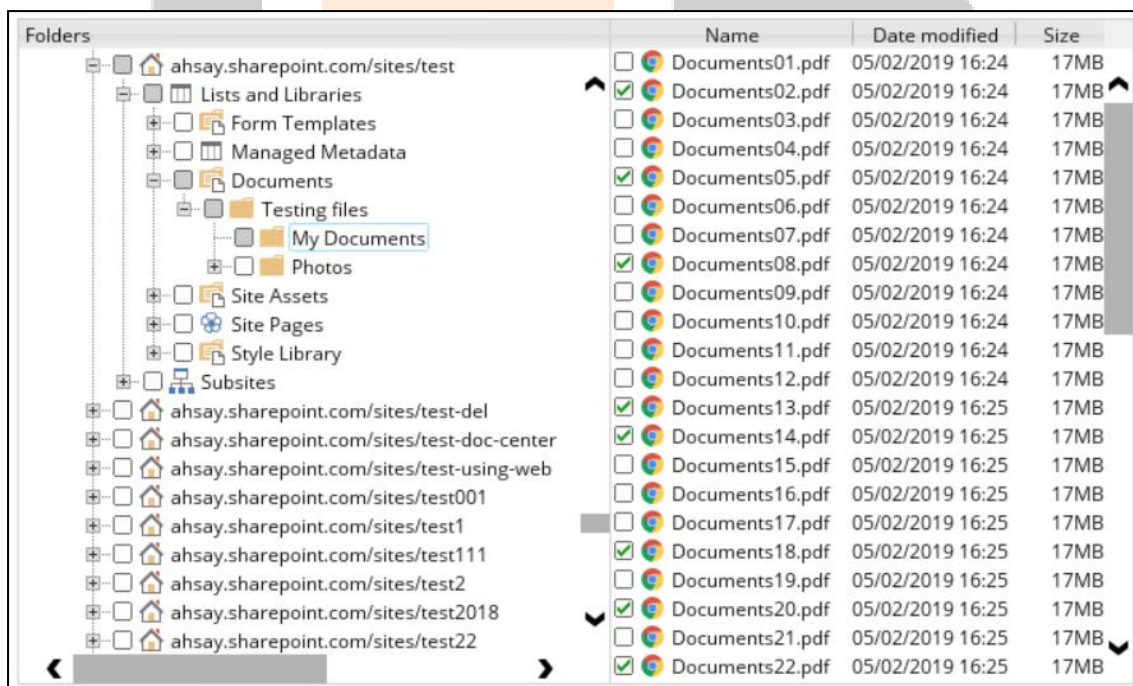 Folders
ahsay.sharepoint.com/sites/test
Lists and Libraries
Form Templates
Managed Metadata
Documents
Testing files
My Documents
Photos
Site Assets
Site Pages
Style Library
Subsites
ahsay.sharepoint.com/sites/test-del
ahsay.sharepoint.com/sites/test-doc-center
ahsay.sharepoint.com/sites/test-using-web
ahsay.sharepoint.com/sites/test001
ahsay.sharepoint.com/sites/test1
ahsay.sharepoint.com/sites/test111
ahsay.sharepoint.com/sites/test2
ahsay.sharepoint.com/sites/test2018
ahsay.sharepoint.com/sites/test22
Name Date modified Size
Documents01.pdf 05/02/2019 16:24 17MB
Documents02.pdf 05/02/2019 16:24 17MB
Documents03.pdf 05/02/2019 16:24 17MB
Documents04.pdf 05/02/2019 16:24 17MB
Documents05.pdf 05/02/2019 16:24 17MB
Documents06.pdf 05/02/2019 16:24 17MB
Documents07.pdf 05/02/2019 16:24 17MB
Documents08.pdf 05/02/2019 16:24 17MB
Documents09.pdf 05/02/2019 16:24 17MB
Documents10.pdf 05/02/2019 16:24 17MB
Documents11.pdf 05/02/2019 16:24 17MB
Documents12.pdf 05/02/2019 16:24 17MB
Documents13.pdf 05/02/2019 16:25 17MB
Documents14.pdf 05/02/2019 16:25 17MB
Documents15.pdf 05/02/2019 16:25 17MB
Documents16.pdf 05/02/2019 16:25 17MB
Documents17.pdf 05/02/2019 16:25 17MB
Documents18.pdf 05/02/2019 16:25 17MB
Documents19.pdf 05/02/2019 16:25 17MB
Documents20.pdf 05/02/2019 16:25 17MB
Documents21.pdf 05/02/2019 16:25 17MB
Documents22.pdf 05/02/2019 16:25 17MB